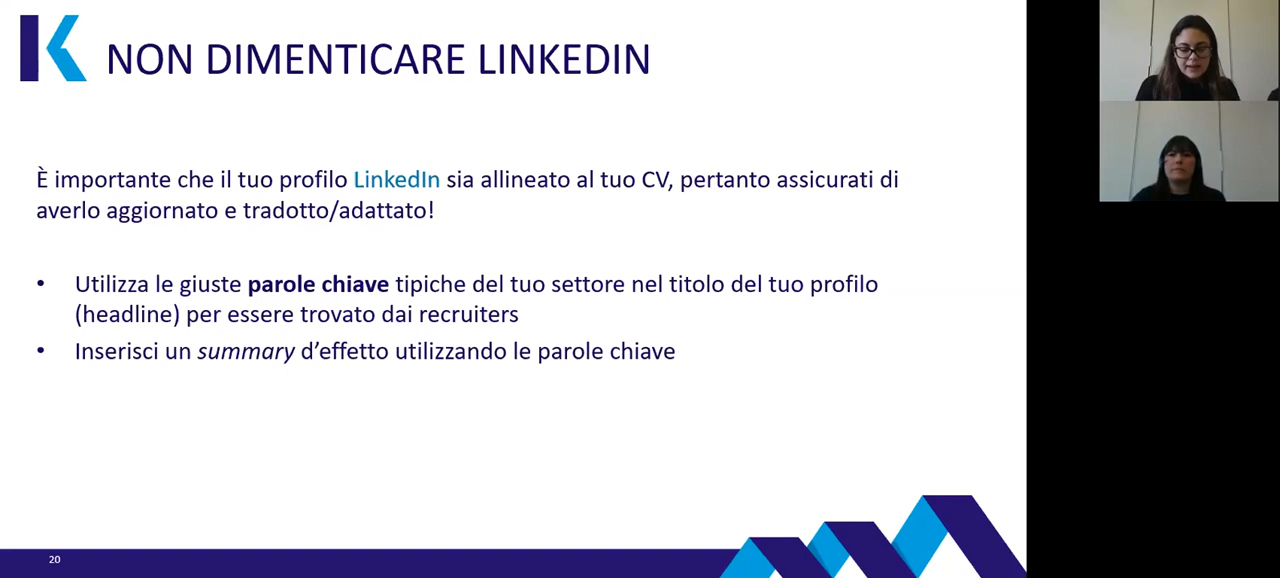 NON DIMENTICARE LINKEDIN
È importante che il tuo profilo LinkedIn sia allineato al tuo CV, pertanto assicurati di
averlo aggiornato e tradotto/adattato!
• Utilizza le giuste parole chiave tipiche del tuo settore nel titolo del tuo profilo
(headline) per essere trovato dai recruiters
• Inserisci un summary d’effetto utilizzando le parole chiave
20